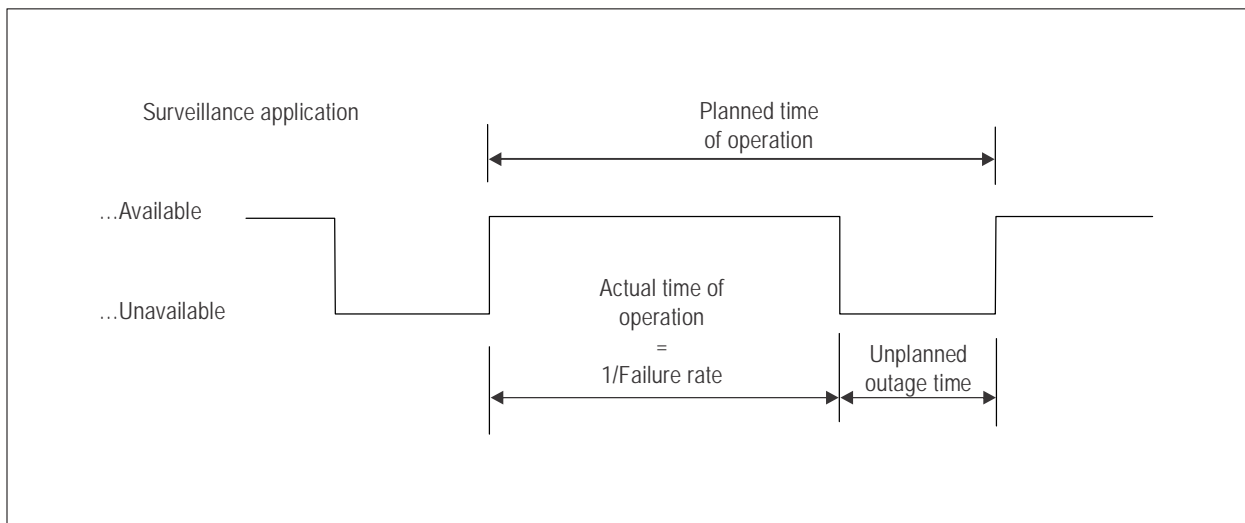 Surveillance application
Planned time
of operation
…Available
…Unavailable
Actual time of
operation
=
1/Failure rate
Unplanned
outage time